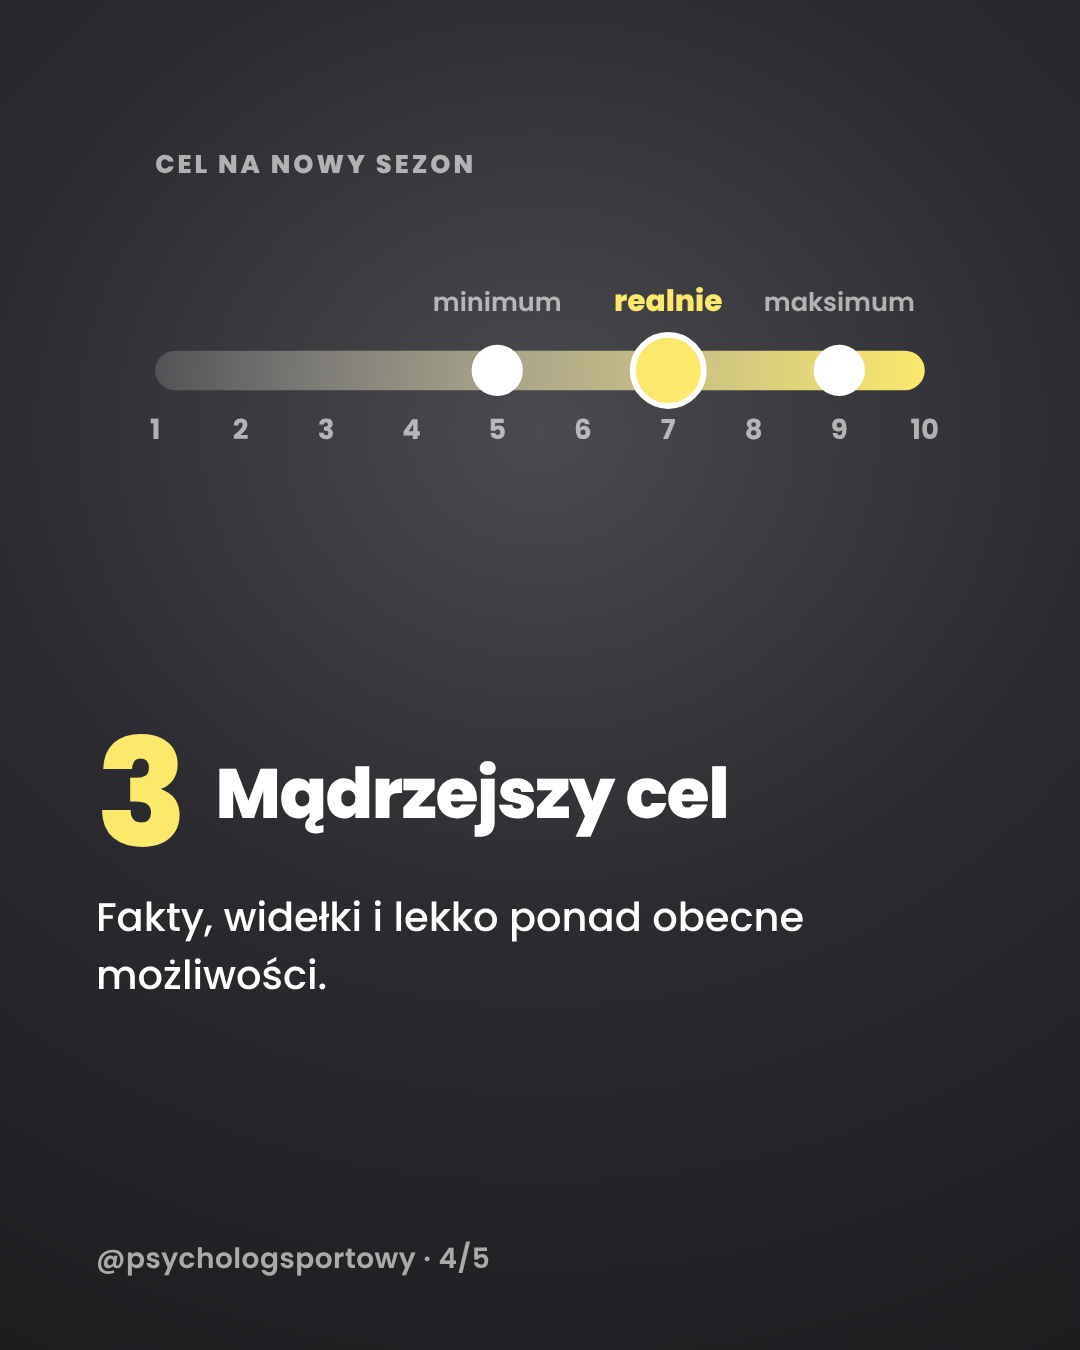 CEL NA NOWY SEZON
minimum realnie maksimum
1 2 3 4 5 6 7 8 9 10
3 Mądrzejszy cel
Fakty, widełki i lekko ponad obecne
możliwości.
@psychologsportowy · 4/5